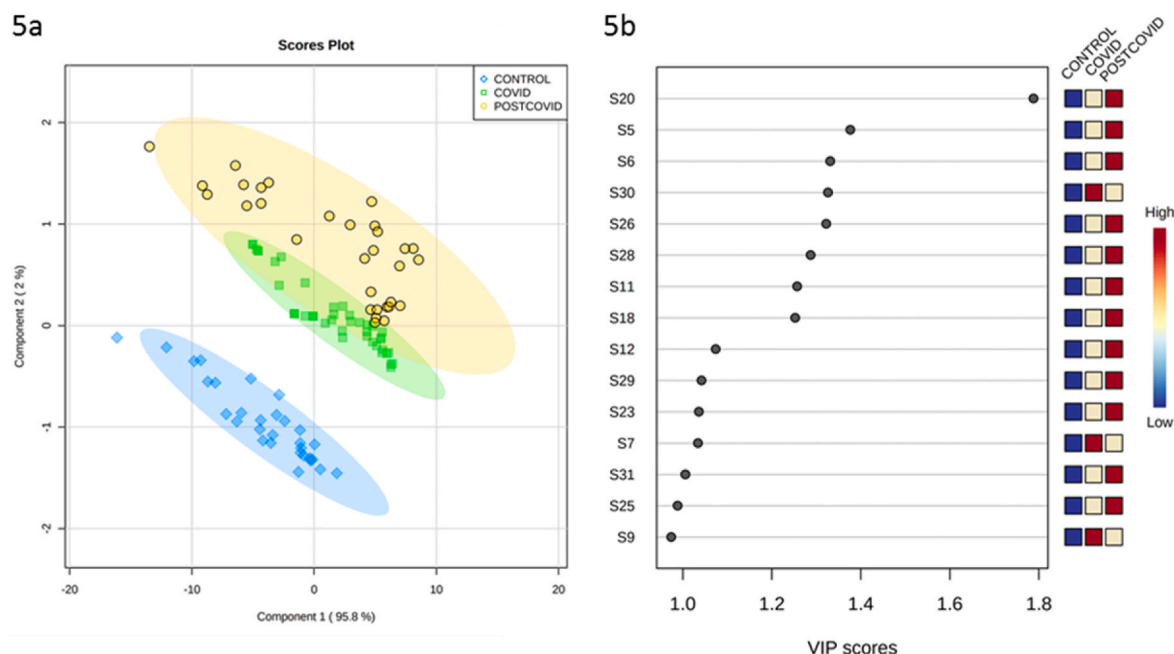 5a
Scores Plot
CONTROL
COVID
POSTCOVID
2
1
0
-1
-2
Component 2 ( 2 %)
-20
-10
0
10
20
Component 1 ( 95.8 %)
5b
CONTROL
COVID
POSTCOVID
S20
S5
S6
S30
S26
S28
S11
S18
S12
S29
S23
S7
S31
S25
S9
High
Low
1.0
1.2
1.4
1.6
1.8
VIP scores